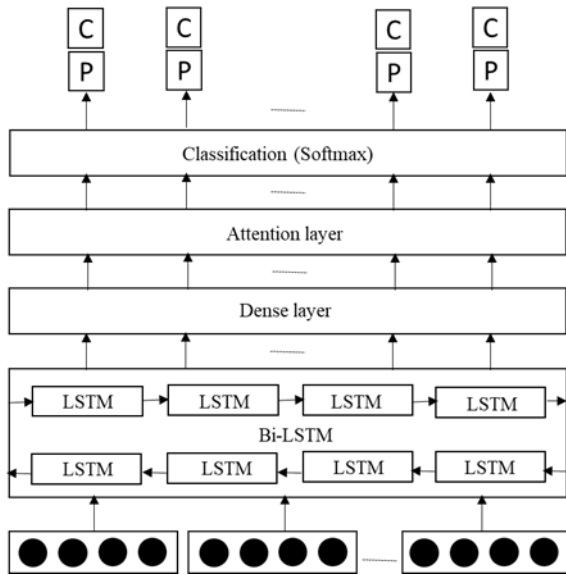 C C C C
P P P P
Classification (Softmax)
Attention layer
Dense layer
LSTM LSTM LSTM LSTM
Bi-LSTM
LSTM LSTM LSTM LSTM